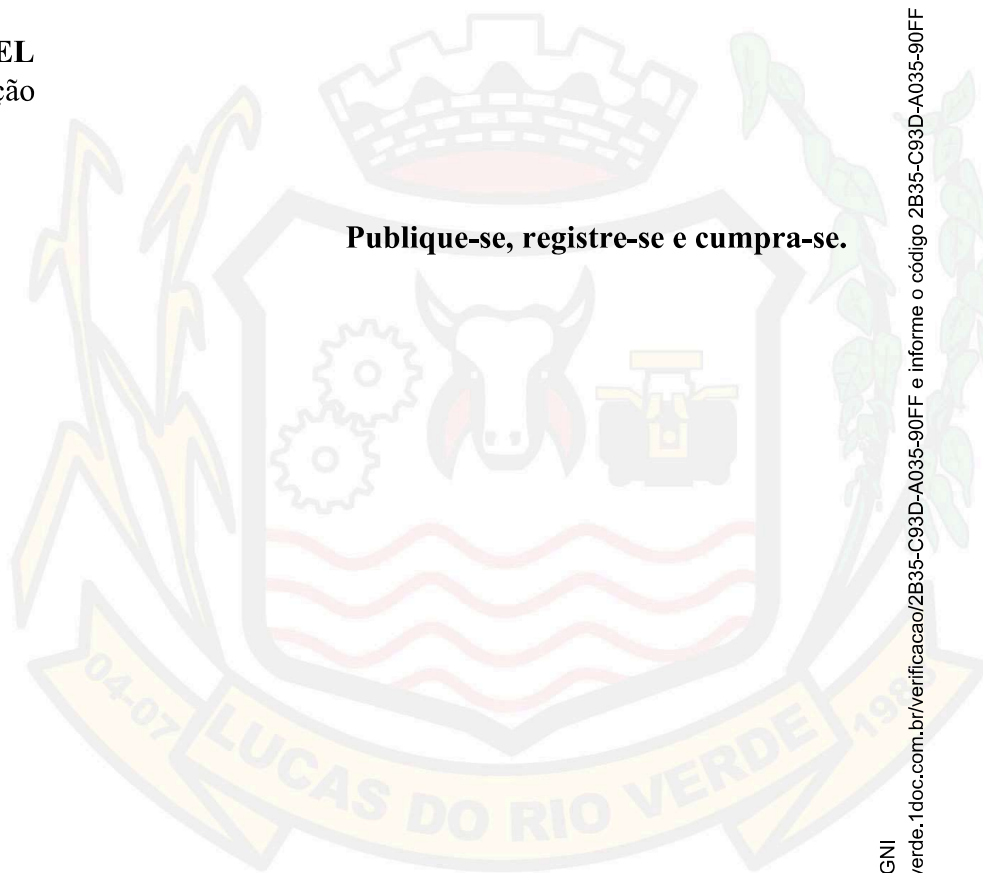 EL
ção
Publique-se, registre-se e cumpra-se.
04-07
LUCAS DO RIO VERDE
GNI
verde.1doc.com.br/verificacao/2B35-C93D-A035-90FF e informe o código 2B35-C93D-A035-90FF